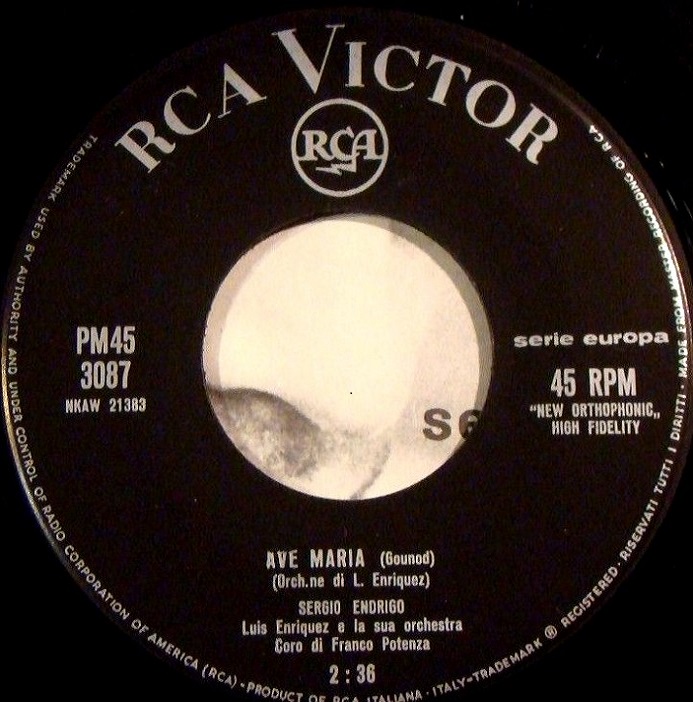 RCA VICTOR
RCA
TRADEMARK USED BY AUTHORITY AND UNDER CONTROL OF RADIO CORPORATION OF AMERICA (RCA) - PRODUCT OF RCA ITALIANA · ITALY - TRADEMARK ® REGISTERED · RISERVATI TUTTI I DIRITTI · MADE FROM MASTER RECORDING OF RCA
PM45
3087
NKAW 21383
serie europa
45 RPM
"NEW ORTHOPHONIC„
HIGH FIDELITY
S6
AVE MARIA (Gounod)
(Orch.ne di L. Enriquez)
SERGIO ENDRIGO
Luis Enriquez e la sua orchestra
Coro di Franco Potenza
2 : 36